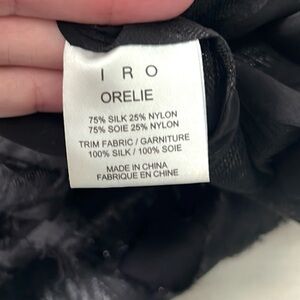 IRO
ORELIE
75% SILK 25% NYLON
75% SOIE 25% NYLON
TRIM FABRIC / GARNITURE
100% SILK / 100% SOIE
MADE IN CHINA
FABRIQUE EN CHINE